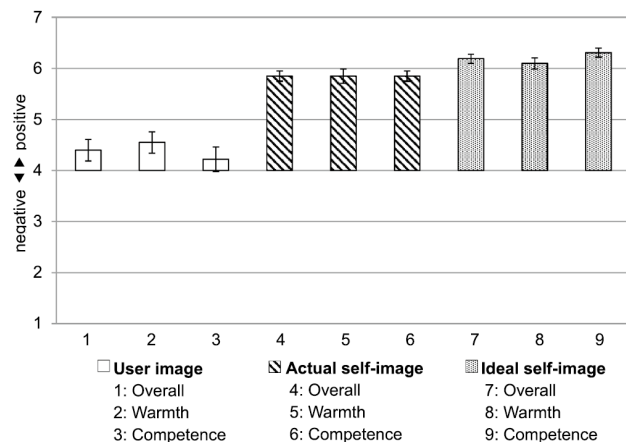 7
6
5
4
3
2
1
negative ◄ ► positive
1 2 3 4 5 6 7 8 9
User image Actual self-image Ideal self-image
1: Overall 4: Overall 7: Overall
2: Warmth 5: Warmth 8: Warmth
3: Competence 6: Competence 9: Competence